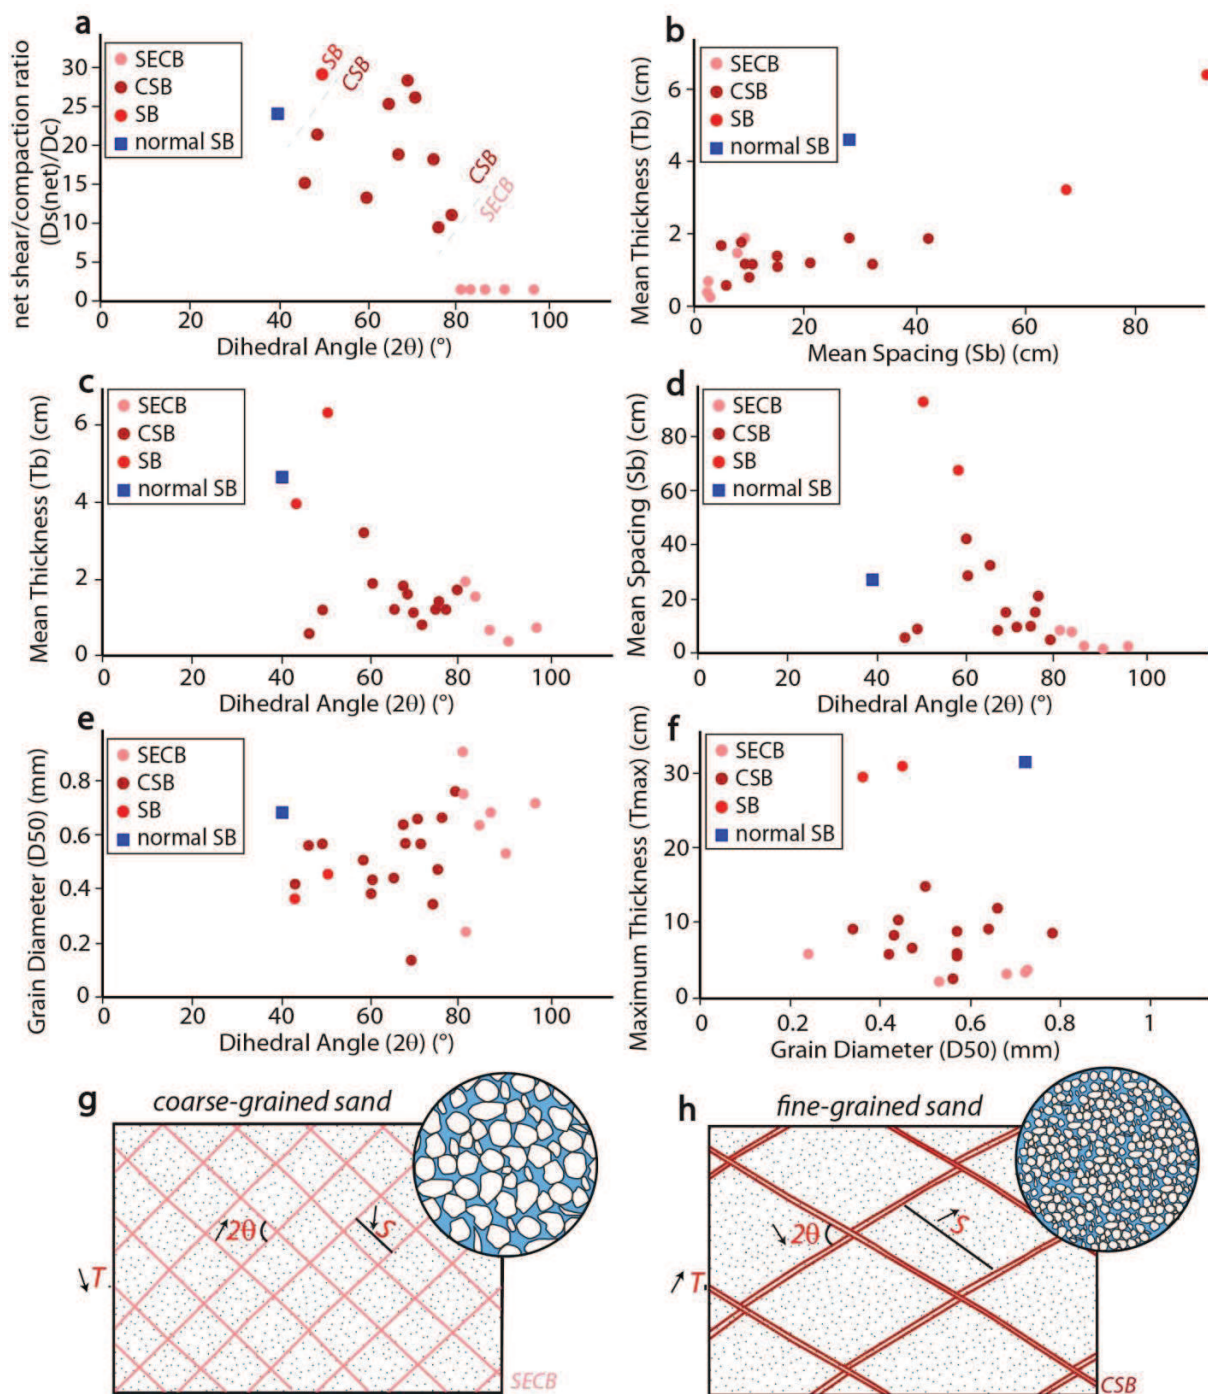 a
net shear/compaction ratio
(Ds(net)/Dc)
SECB
CSB
SB
normal SB
SB
CSB
CSB
SECB
30
25
20
15
10
5
0
0 20 40 60 80 100
Dihedral Angle (2θ) (°)
b
Mean Thickness (Tb) (cm)
SECB
CSB
SB
normal SB
6
4
2
0
0 20 40 60 80
Mean Spacing (Sb) (cm)
c
Mean Thickness (Tb) (cm)
SECB
CSB
SB
normal SB
6
4
2
0
0 20 40 60 80 100
Dihedral Angle (2θ) (°)
d
Mean Spacing (Sb) (cm)
SECB
CSB
SB
normal SB
80
60
40
20
0
0 20 40 60 80 100
Dihedral Angle (2θ) (°)
e
Grain Diameter (D50) (mm)
SECB
CSB
SB
normal SB
0.8
0.6
0.4
0.2
0
0 20 40 60 80 100
Dihedral Angle (2θ) (°)
f
Maximum Thickness (Tmax) (cm)
SECB
CSB
SB
normal SB
30
20
10
0
0 0.2 0.4 0.6 0.8 1
Grain Diameter (D50) (mm)
g
coarse-grained sand
2θ
S
T
SECB
h
fine-grained sand
2θ
S
T
CSB